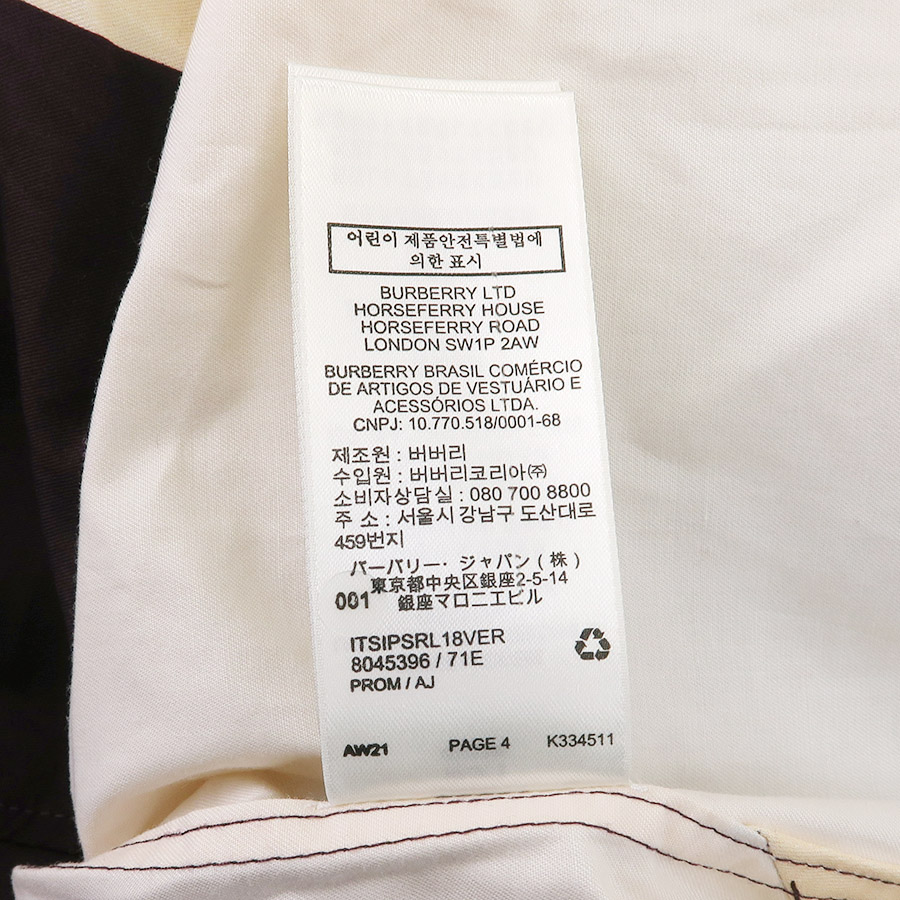 어린이 제품안전특별법에
의한 표시
BURBERRY LTD
HORSEFERRY HOUSE
HORSEFERRY ROAD
LONDON SW1P 2AW
BURBERRY BRASIL COMÉRCIO
DE ARTIGOS DE VESTUÁRIO E
ACESSÓRIOS LTDA.
CNPJ: 10.770.518/0001-68
제조원 : 버버리
수입원 : 버버리코리아㈜
소비자상담실 : 080 700 8800
주 소 : 서울시 강남구 도산대로
459번지
バーバリー・ジャパン ( 株 )
東京都中央区銀座2-5-14
001 銀座マロニエビル
ITSIPSRL18VER
8045396 / 71E
PROM / AJ
AW21 PAGE 4 K334511